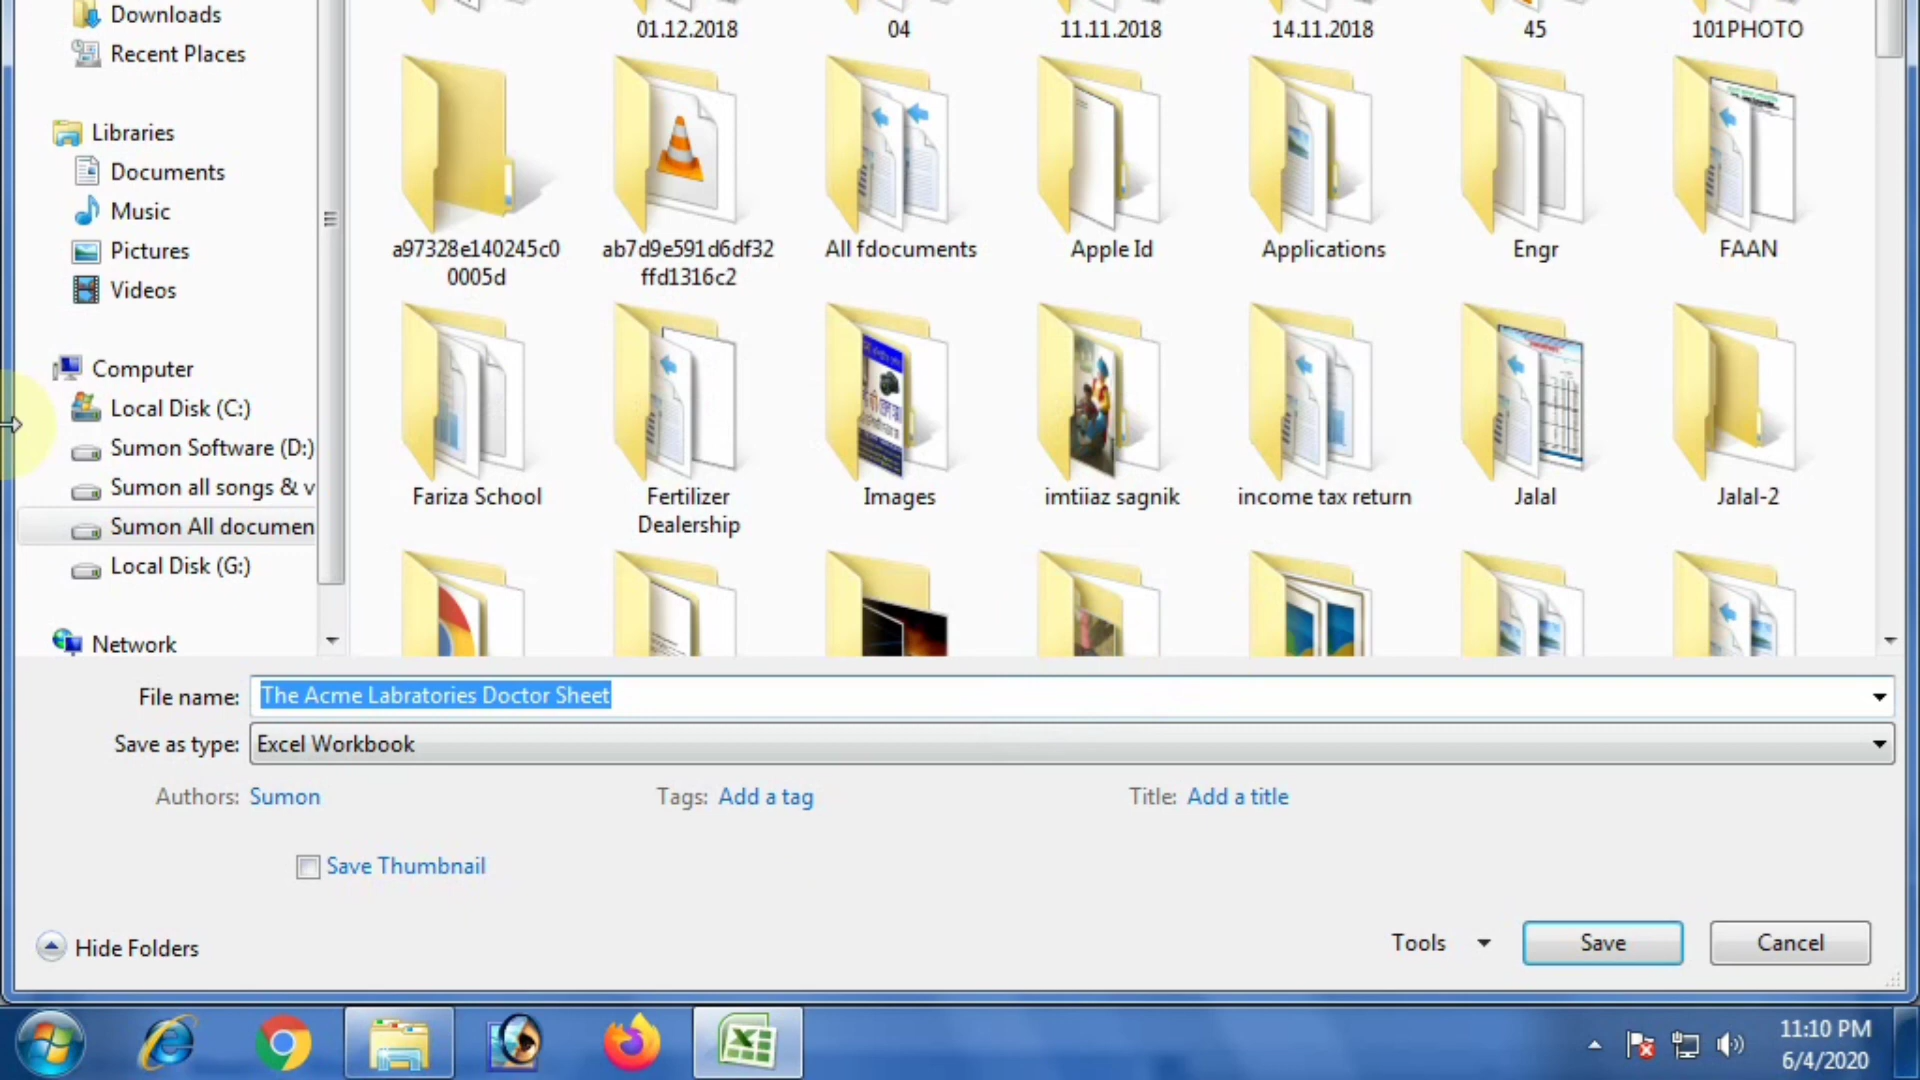 Downloads
01.12.2018
04
11.11.2018
14.11.2018
45
101PHOTO
Recent Places
Libraries
Documents
Music
Pictures
Videos
a97328e140245c0
0005d
ab7d9e591d6df32
ffd1316c2
All fdocuments
Apple Id
Applications
Engr
FAAN
Computer
Local Disk (C:)
Sumon Software (D:)
Sumon all songs & v
Sumon All documen
Local Disk (G:)
Fariza School
Fertilizer
Dealership
Images
imtiiaz sagnik
income tax return
Jalal
Jalal-2
Network
File name: The Acme Labratories Doctor Sheet
Save as type: Excel Workbook
Authors: Sumon
Tags: Add a tag
Title: Add a title
Save Thumbnail
Hide Folders
Tools
Save
Cancel
11:10 PM
6/4/2020